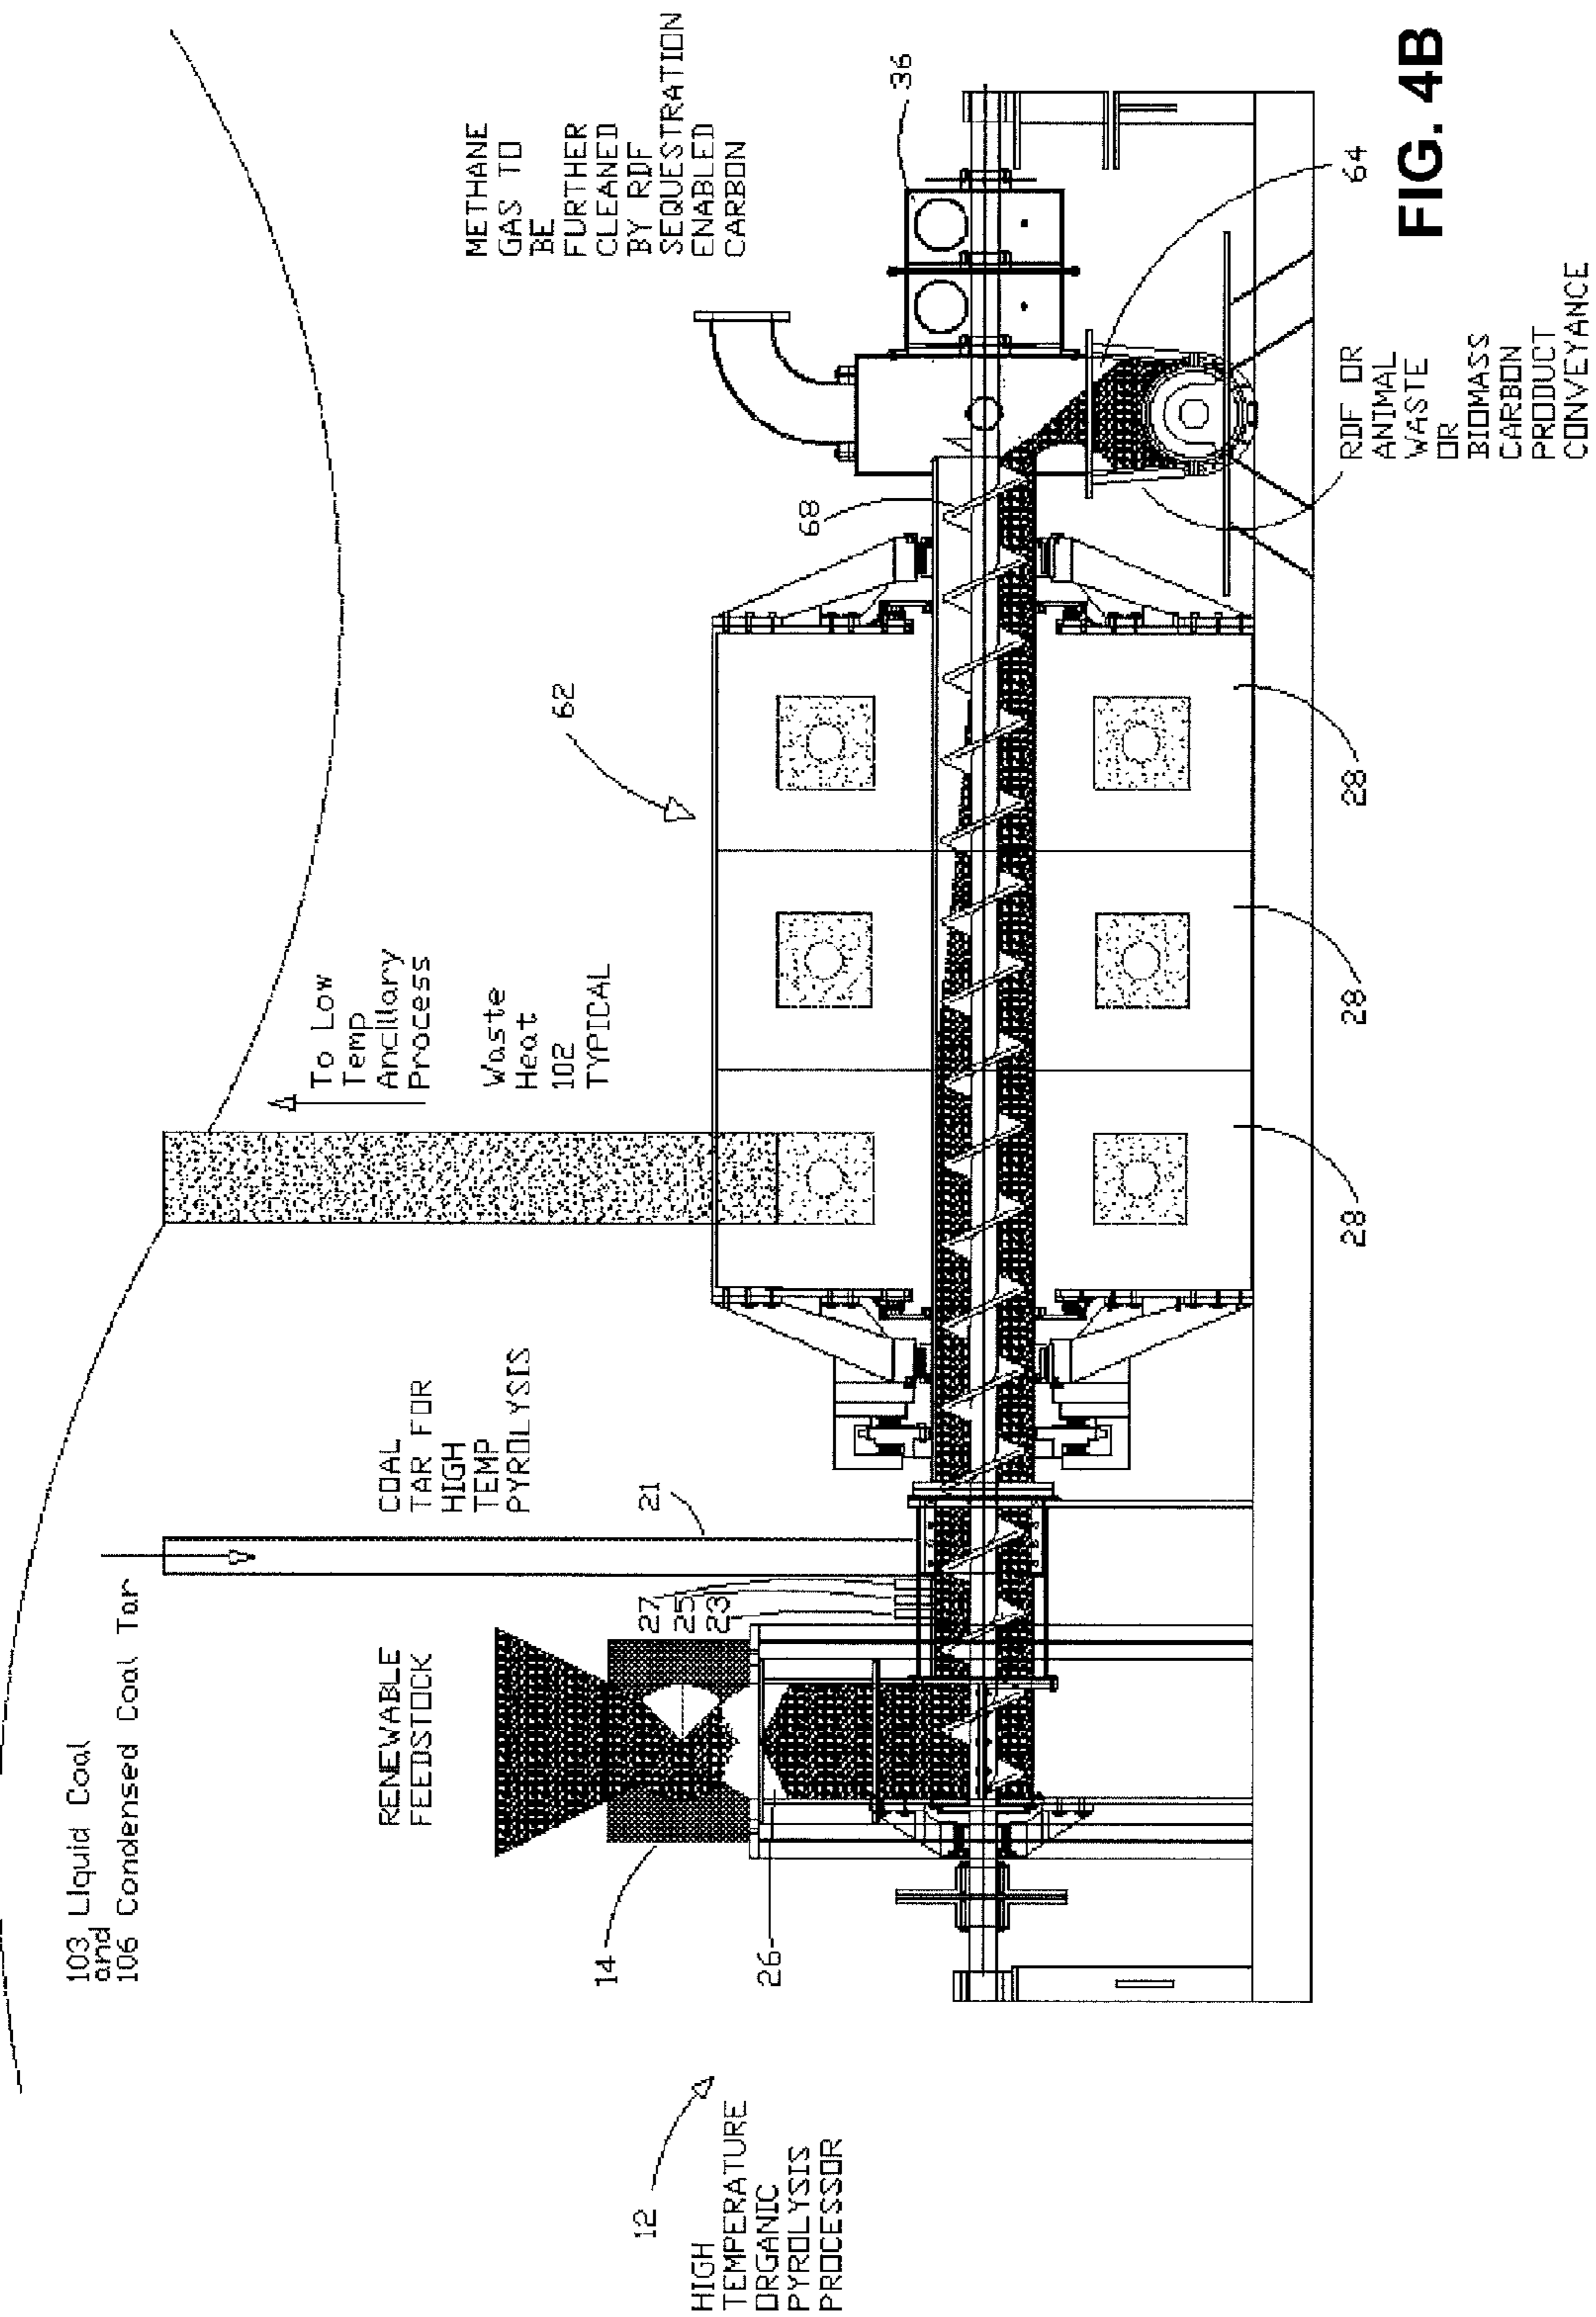 103 Liquid Coal
and
106 Condensed Coal Tar
RENEWABLE
FEEDSTOCK
COAL
TAR FOR
HIGH
TEMP
PYROLYSIS
To Low
Temp
Ancillary
Process
Waste
Heat
102
TYPICAL
METHANE
GAS TO
BE
FURTHER
CLEANED
BY RDF
SEQUESTRATION
ENABLED
CARBON
12
HIGH
TEMPERATURE
ORGANIC
PYROLYSIS
PROCESSOR
14
26
27
25
23
21
62
68
36
28
28
28
64
RDF OR
ANIMAL
WASTE
OR
BIOMASS
CARBON
PRODUCT
CONVEYANCE
FIG. 4B